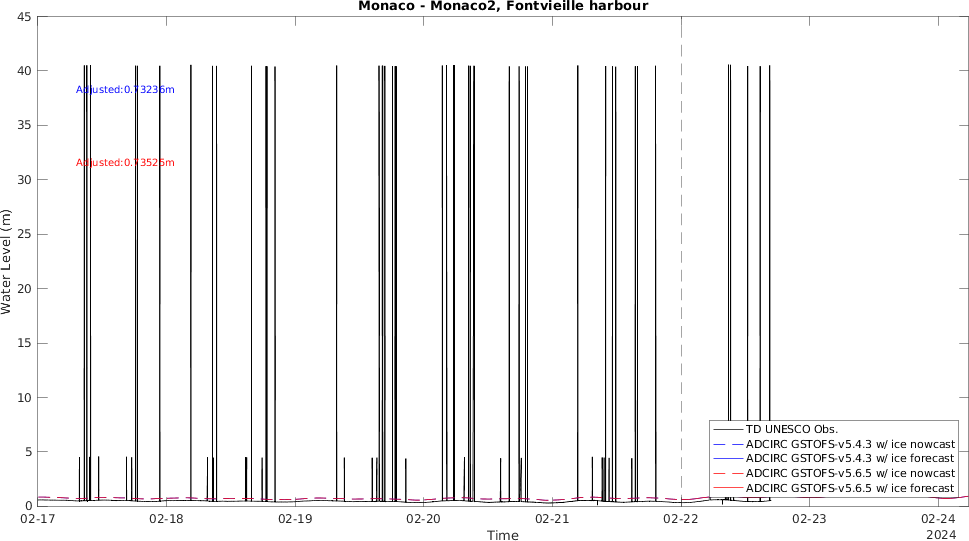 Monaco - Monaco2, Fontvieille harbour
45
40
35
30
25
20
15
10
5
0
Water Level (m)
Adjusted:0.73236m
Adjusted:0.73526m
TD UNESCO Obs.
ADCIRC GSTOFS-v5.4.3 w/ ice nowcast
ADCIRC GSTOFS-v5.4.3 w/ ice forecast
ADCIRC GSTOFS-v5.6.5 w/ ice nowcast
ADCIRC GSTOFS-v5.6.5 w/ ice forecast
02-17 02-18 02-19 02-20 02-21 02-22 02-23 02-24
Time
2024